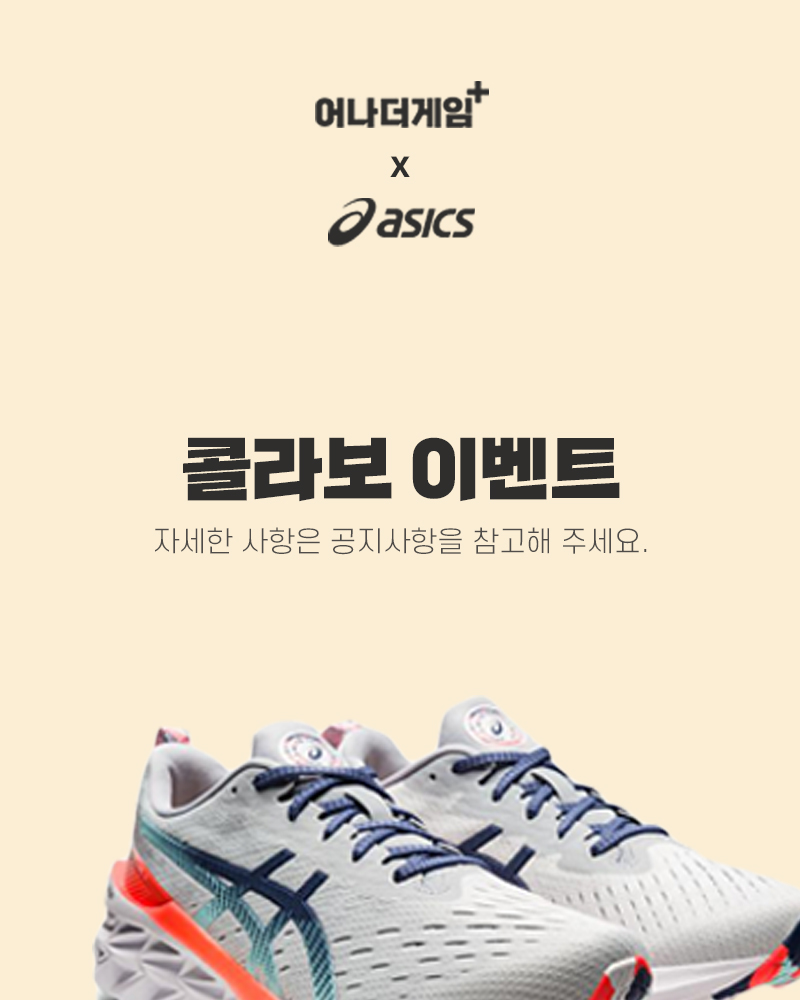 어나더게임+
x
asics
콜라보 이벤트
자세한 사항은 공지사항을 참고해 주세요.